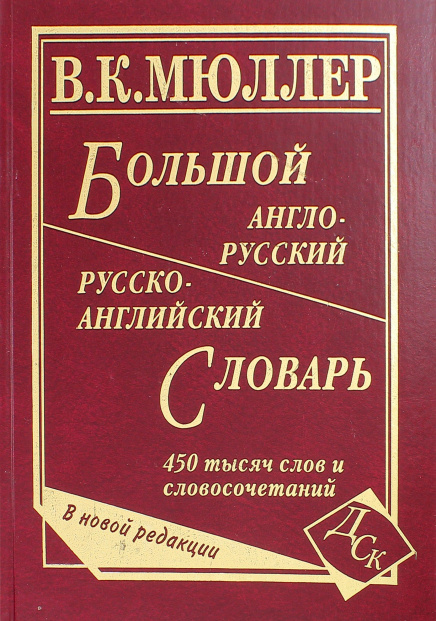 В.К.МЮЛЛЕР
БОЛЬШОЙ
АНГЛО-
РУССКИЙ
РУССКО-
АНГЛИЙСКИЙ
СЛОВАРЬ
450 тысяч слов и
словосочетаний
В новой редакции
ДСК